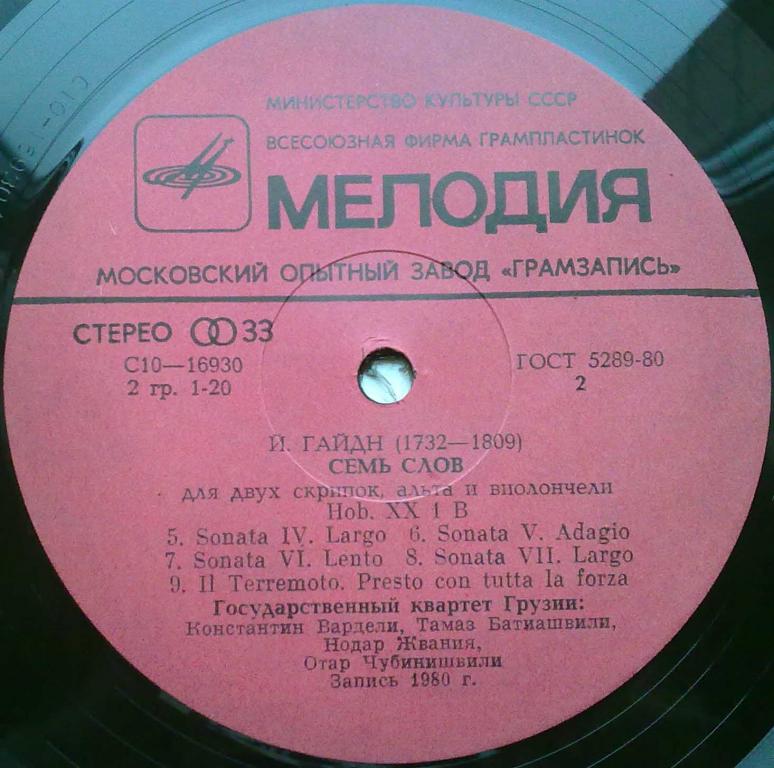 МИНИСТЕРСТВО КУЛЬТУРЫ СССР
ВСЕСОЮЗНАЯ ФИРМА ГРАМПЛАСТИНОК
МЕЛОДИЯ
МОСКОВСКИЙ ОПЫТНЫЙ ЗАВОД «ГРАМЗАПИСЬ»
СТЕРЕО 33
С10—16930
2 гр. 1-20
ГОСТ 5289-80
2
Й. ГАЙДН (1732—1809)
СЕМЬ СЛОВ
для двух скрипок, альта и виолончели
Hob. XX 1 B
5. Sonata IV. Largo 6. Sonata V. Adagio
7. Sonata VI. Lento 8. Sonata VII. Largo
9. Il Terremoto. Presto con tutta la forza
Государственный квартет Грузии:
Константин Вардели, Тамаз Батиашвили,
Нодар Жвания,
Отар Чубинишвили
Запись 1980 г.